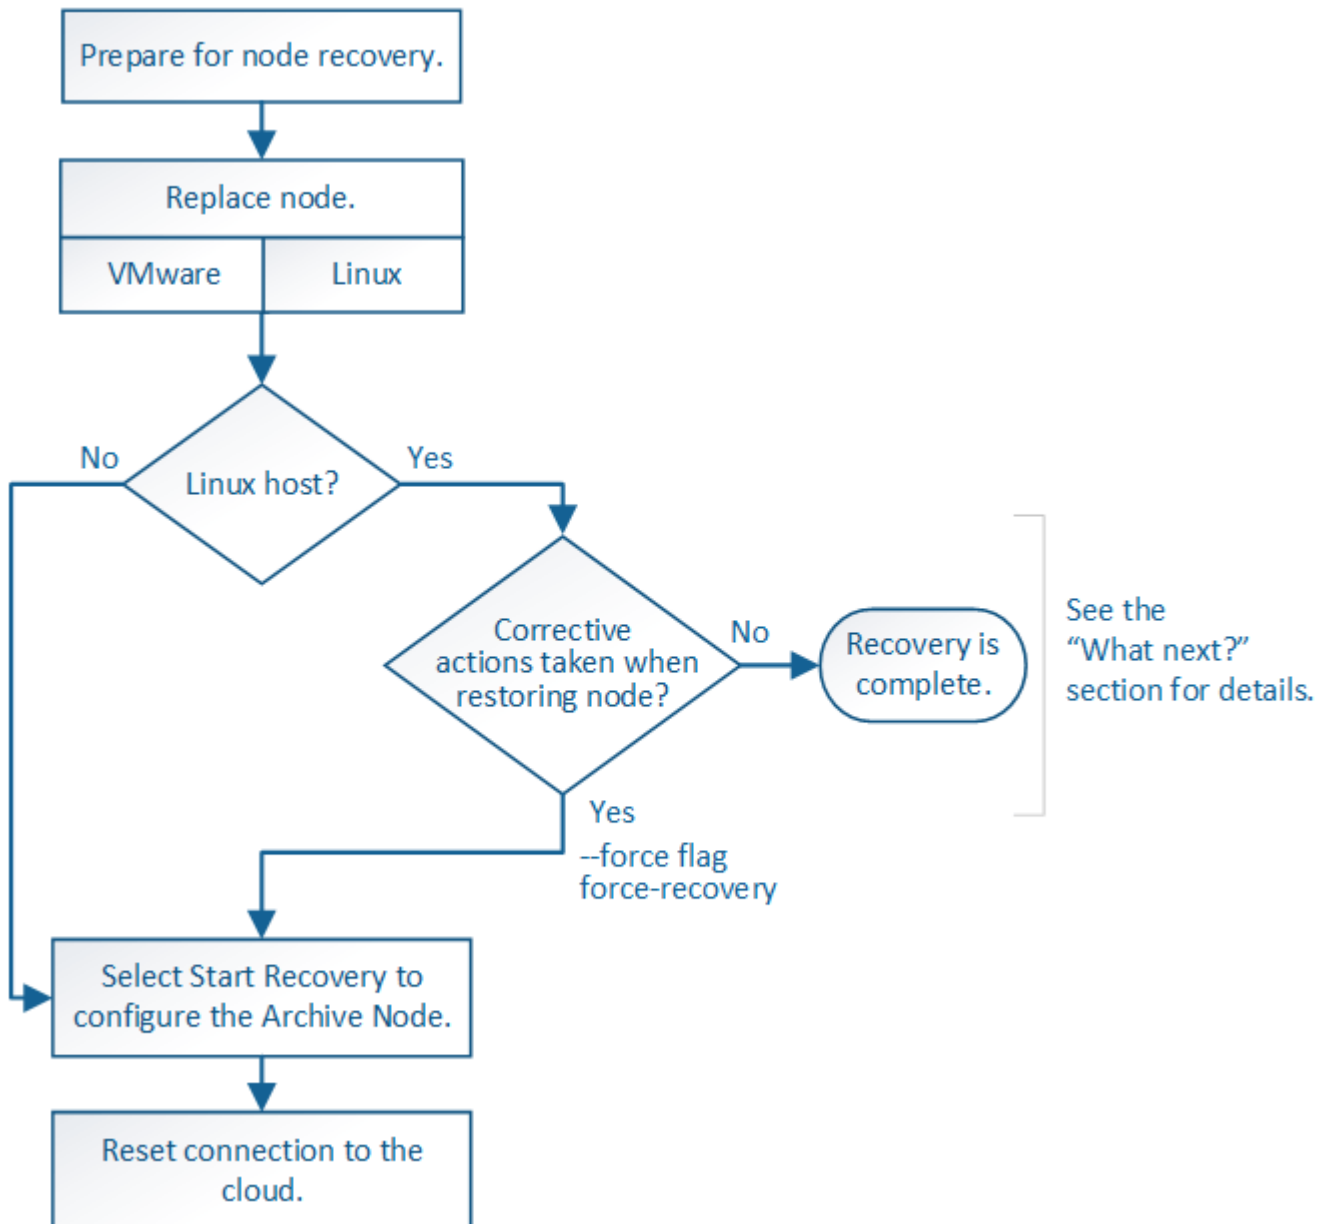 Prepare for node recovery.
Replace node.
VMware
Linux
Linux host?
No
Yes
Corrective
actions taken when
restoring node?
No
Recovery is
complete.
See the
“What next?”
section for details.
Yes
--force flag
force-recovery
Select Start Recovery to
configure the Archive Node.
Reset connection to the
cloud.